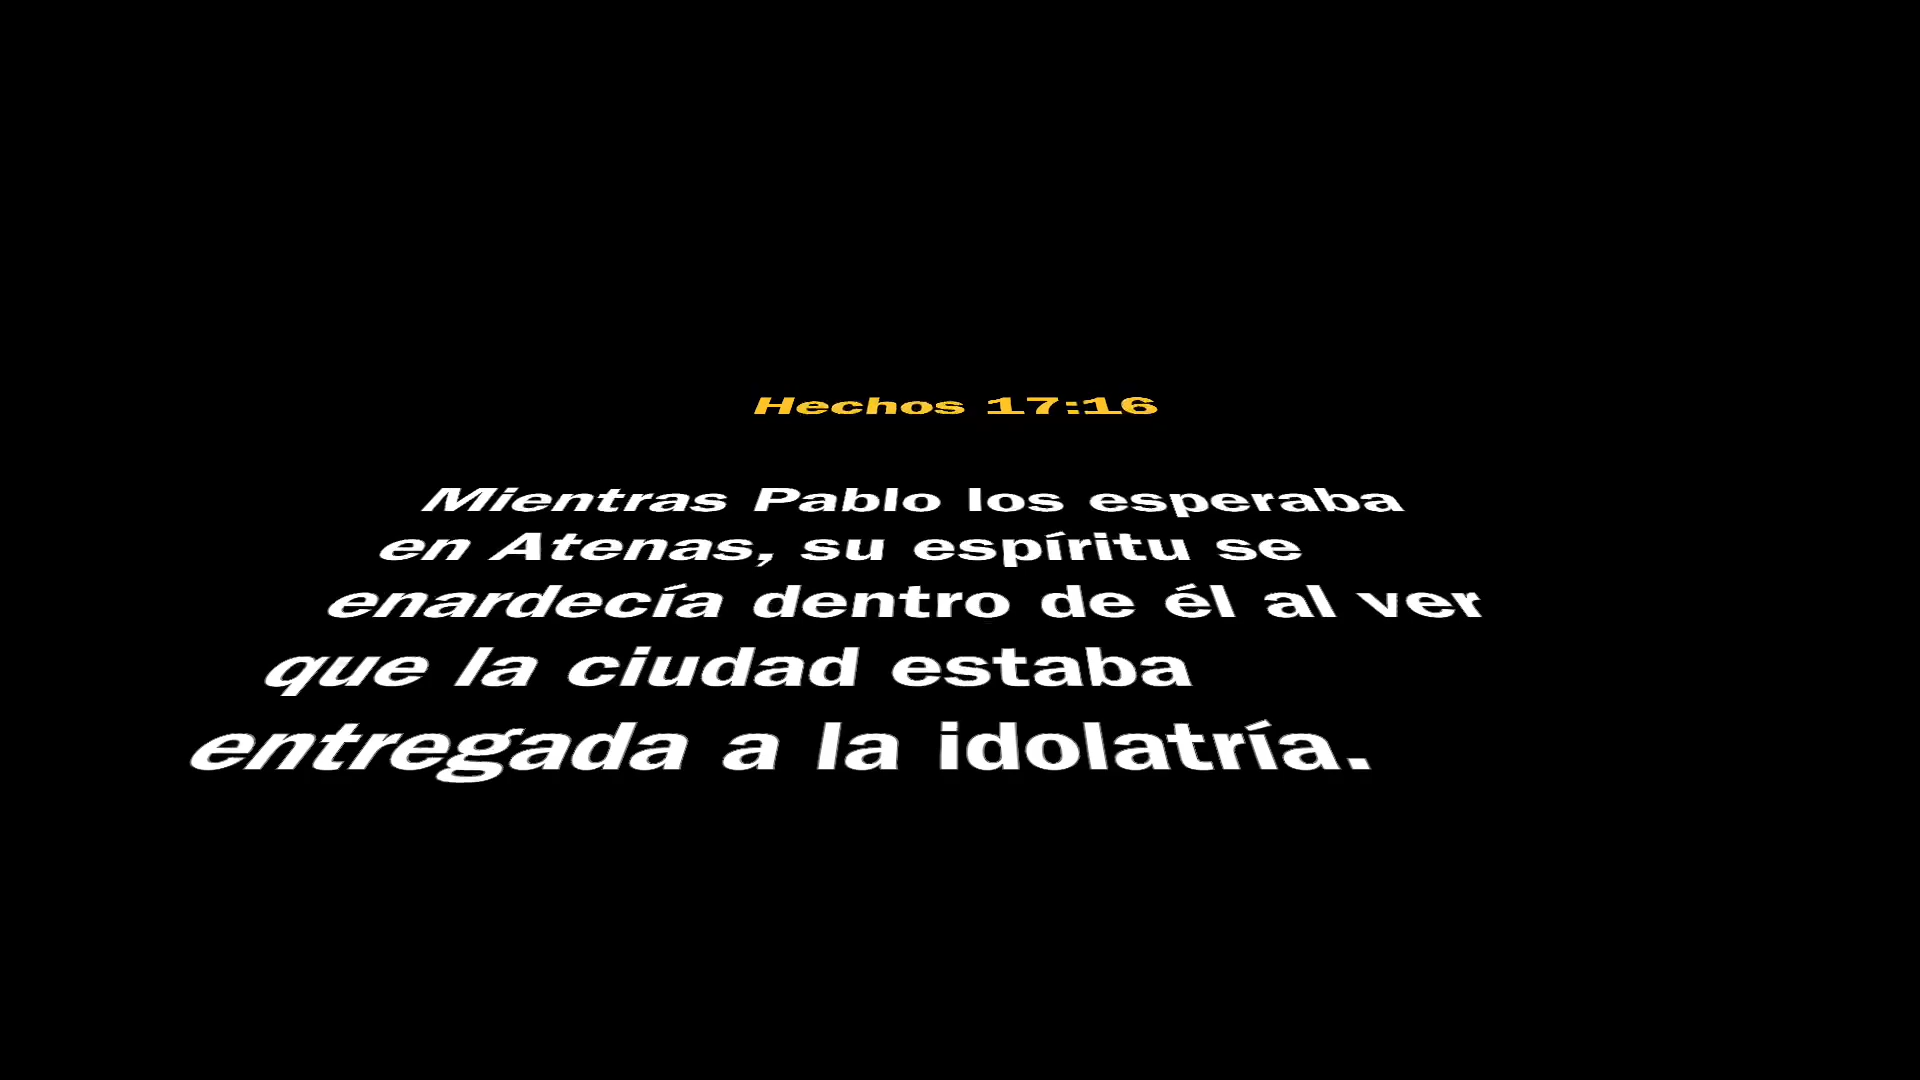 Hechos 17:16
Mientras Pablo los esperaba
en Atenas, su espíritu se
enardecía dentro de él al ver
que la ciudad estaba
entregada a la idolatría.